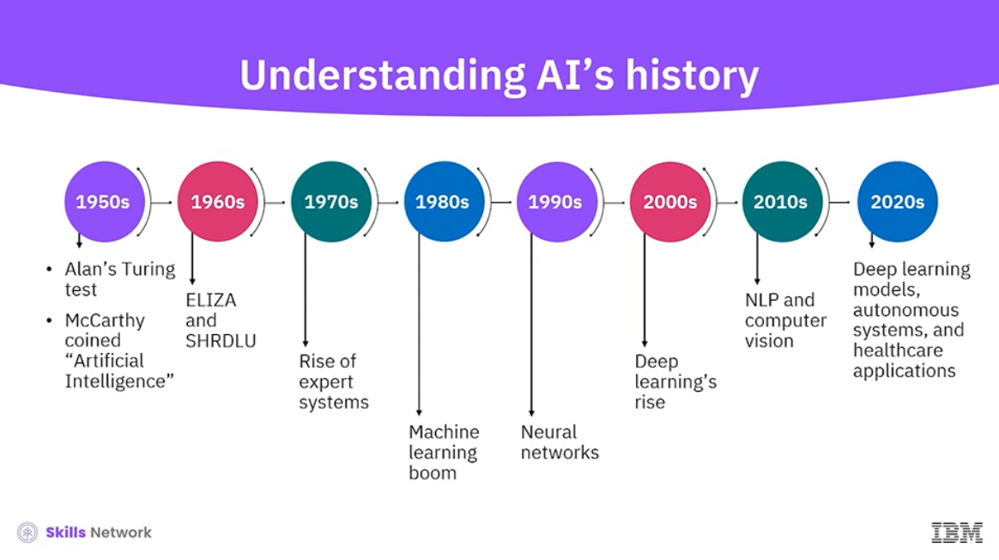 Understanding AI’s history
1950s
1960s
1970s
1980s
1990s
2000s
2010s
2020s
• Alan’s Turing
test
• McCarthy
coined
“Artificial
Intelligence”
ELIZA
and
SHRDLU
Rise of
expert
systems
Machine
learning
boom
Neural
networks
Deep
learning’s
rise
NLP and
computer
vision
Deep learning
models,
autonomous
systems, and
healthcare
applications
Skills Network
IBM